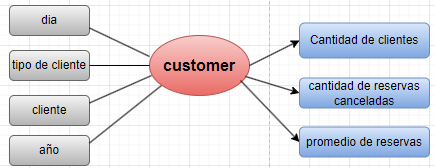 dia
tipo de cliente
cliente
año
customer
Cantidad de clientes
cantidad de reservas
canceladas
promedio de reservas